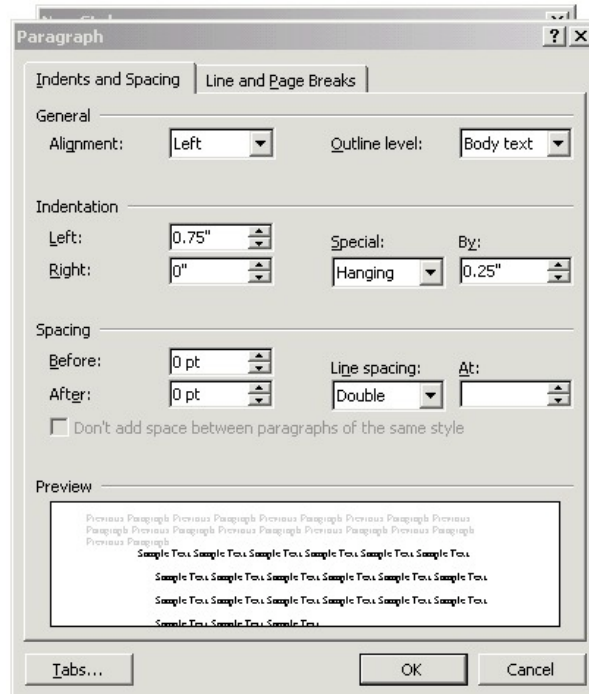 Paragraph
Indents and Spacing Line and Page Breaks
General
Alignment: Left Outline level: Body text
Indentation
Left: 0.75" Special: By:
Right: 0" Hanging 0.25"
Spacing
Before: 0 pt Line spacing: At:
After: 0 pt Double
Don't add space between paragraphs of the same style
Preview
Previous Paragraph Previous Paragraph Previous Paragraph Previous Paragraph Previous
Paragraph Previous Paragraph Previous Paragraph Previous Paragraph Previous Paragraph
Previous Paragraph
Sample Text Sample Text Sample Text Sample Text Sample Text Sample Text
Sample Text Sample Text Sample Text Sample Text Sample Text Sample Text
Sample Text Sample Text Sample Text Sample Text Sample Text Sample Text
Sample Text Sample Text Sample Text
Tabs... OK Cancel